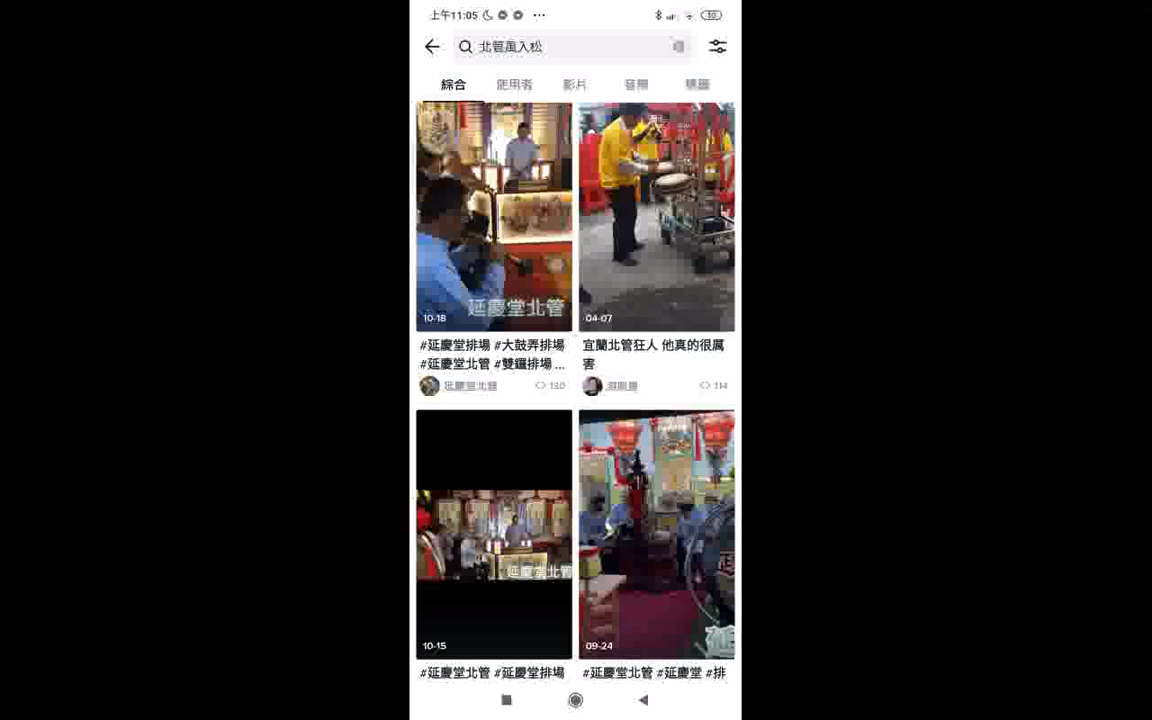 上午11:05
30
北管風入松
綜合
使用者
影片
音樂
標籤
延慶堂北管
10-18
04-07
#延慶堂排場 #大鼓弄排場
#延慶堂北管 #雙鑼排場 ...
宜蘭北管狂人 他真的很厲
害
延慶堂北管
130
114
延慶堂北管
10-15
09-24
#延慶堂北管 #延慶堂排場
#延慶堂北管 #延慶堂 #排